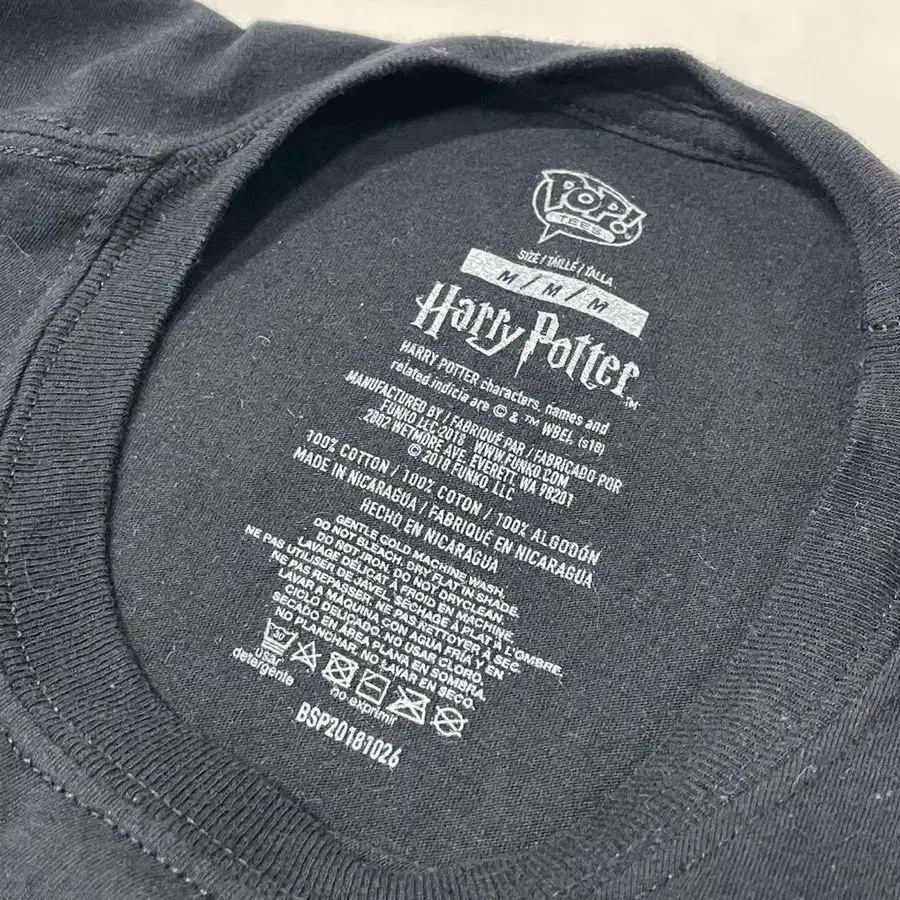 POP!
TEES
SIZE / TAILLE / TALLA
M / M / M
Harry Potter™
HARRY POTTER characters, names and
related indicia are © & ™ WBEI. (s18)
MANUFACTURED BY / FABRIQUÉ PAR / FABRICADO POR
FUNKO, LLC 2018 WWW.FUNKO.COM
2802 WETMORE AVE. EVERETT, WA 98201
© 2018 FUNKO, LLC
100% COTTON / 100% COTON / 100% ALGODÓN
MADE IN NICARAGUA / FABRIQUÉ EN NICARAGUA
HECHO EN NICARAGUA
GENTLE COLD MACHINE WASH.
DO NOT BLEACH. DRY FLAT IN SHADE.
DO NOT IRON. DO NOT DRYCLEAN.
LAVAGE DÉLICAT À FROID EN MACHINE.
NE PAS UTILISER DE JAVEL. SÉCHAGE À PLAT À L'OMBRE.
NE PAS REPASSER. NE PAS NETTOYER À SEC.
LAVAR A MÁQUINA CON AGUA FRÍA Y EN
CICLO DELICADO. NO USAR CLORO.
SECADO EN ÁREA PLANA EN SOMBRA.
NO PLANCHAR. NO LAVAR EN SECO.
usar
detergente
no exprimir
BSP20181026